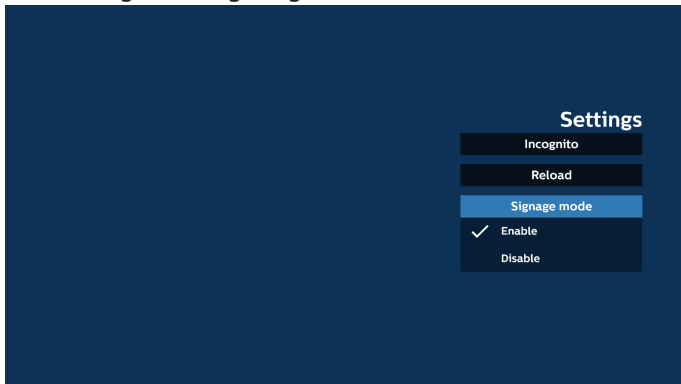 Settings
Incognito
Reload
Signage mode
Enable
Disable